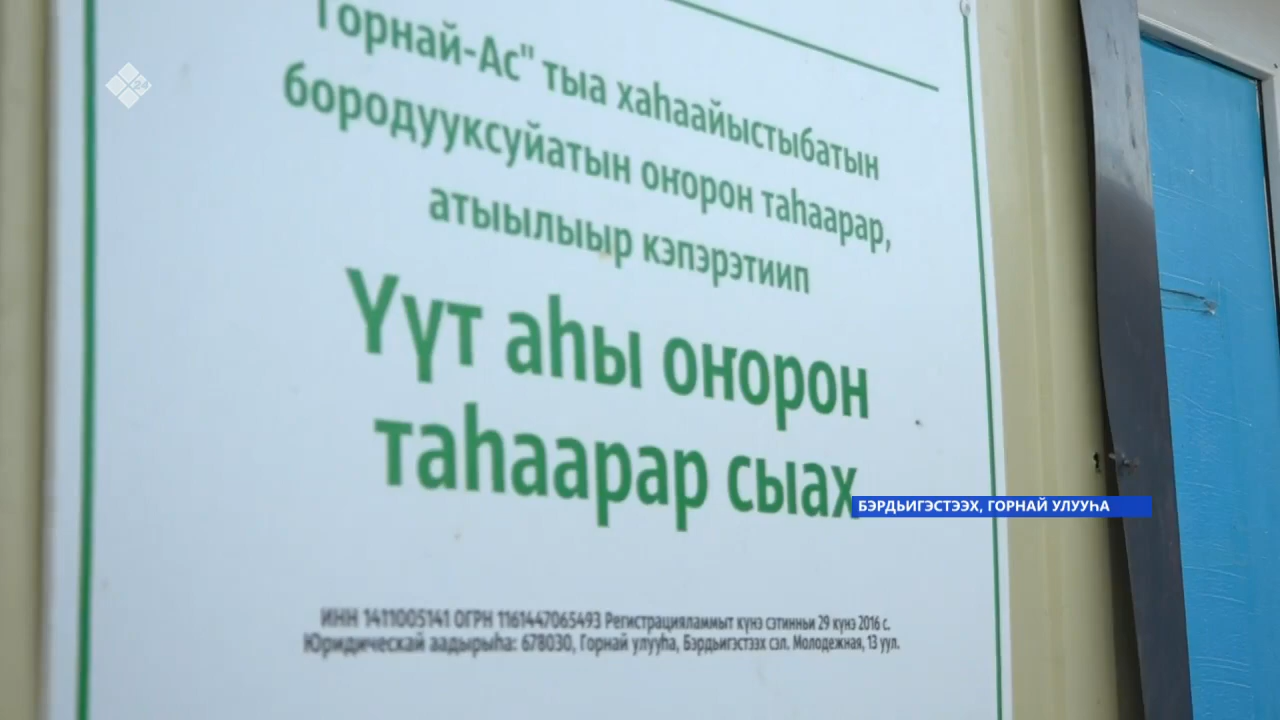 Горнай-Ас" тыа хаһаайыстыбатын
бородууксуйатын оҥорон таһаарар,
атыылыыр кэпэрэтиип
Үүт аһы оҥорон
таһаарар сыах
БЭРДЬИГЭСТЭЭХ, ГОРНАЙ УЛУУҺА
ИНН 1411005141 ОГРН 1161447065493 Регистрацияламмыт күнэ сэтинньи 29 күнэ 2016 с.
Юридическай аадырыһа: 678030, Горнай улууһа, Бэрдьигэстээх сэл. Молодежная, 13 уул.
X24